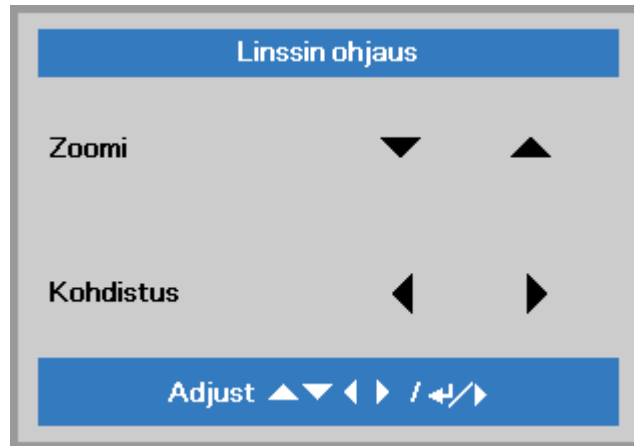 Linssin ohjaus
Zoomi ▼ ▲
Kohdistus ◀ ▶
Adjust ▲▼◀ ▶ / ↵/▶